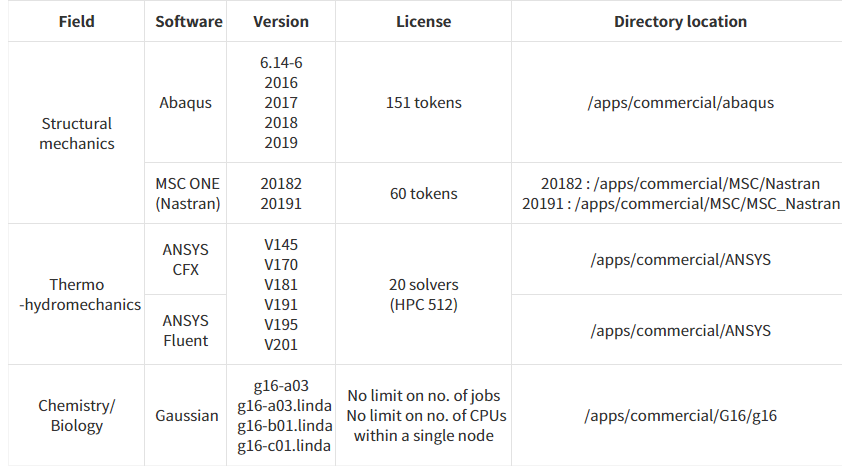 Field Software Version License Directory location
Structural
mechanics
Abaqus
6.14-6
2016
2017
2018
2019
151 tokens
/apps/commercial/abaqus
MSC ONE
(Nastran)
20182
20191
60 tokens
20182 : /apps/commercial/MSC/Nastran
20191 : /apps/commercial/MSC/MSC_Nastran
Thermo
-hydromechanics
ANSYS
CFX
V145
V170
V181
V191
V195
V201
20 solvers
(HPC 512)
/apps/commercial/ANSYS
ANSYS
Fluent
/apps/commercial/ANSYS
Chemistry/
Biology
Gaussian
g16-a03
g16-a03.linda
g16-b01.linda
g16-c01.linda
No limit on no. of jobs
No limit on no. of CPUs
within a single node
/apps/commercial/G16/g16